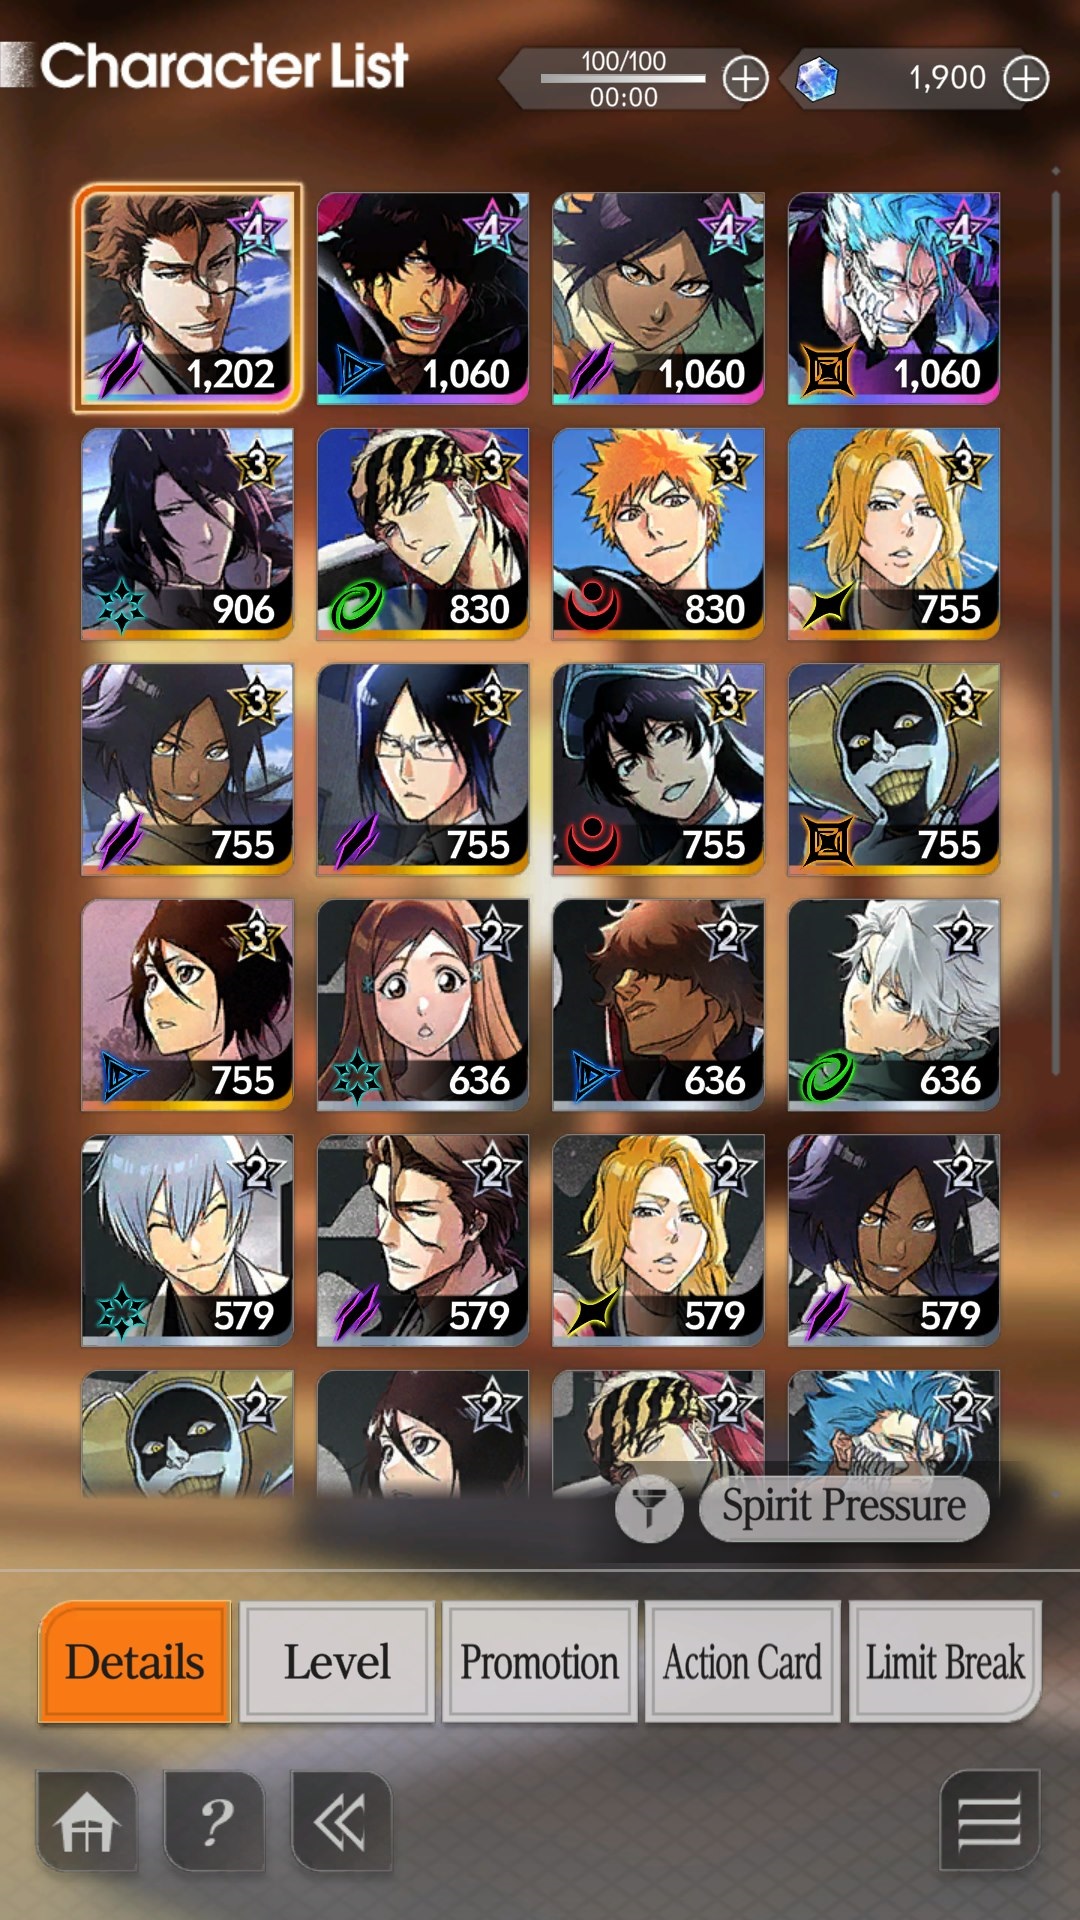 Character List
100/100
00:00
1,900
4 4 4 4
1,202 1,060 1,060 1,060
3 3 3 3
906 830 830 755
3 3 3 3
755 755 755 755
3 2 2 2
755 636 636 636
2 2 2 2
579 579 579 579
2 2 2 2
Spirit Pressure
Details Level Promotion Action Card Limit Break
?